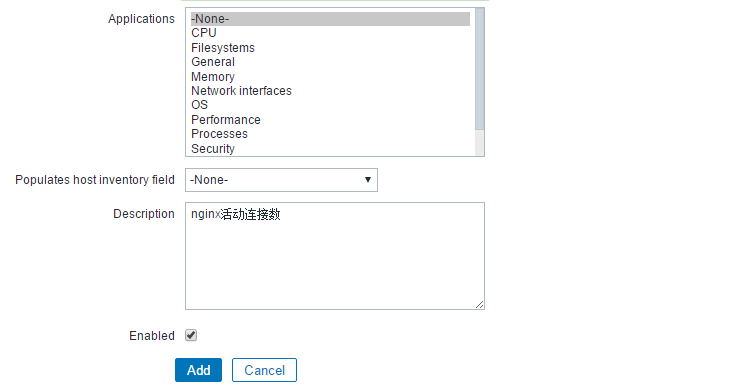 Applications
-None-
CPU
Filesystems
General
Memory
Network interfaces
OS
Performance
Processes
Security
Populates host inventory field -None-
Description nginx活动连接数
Enabled
Add Cancel